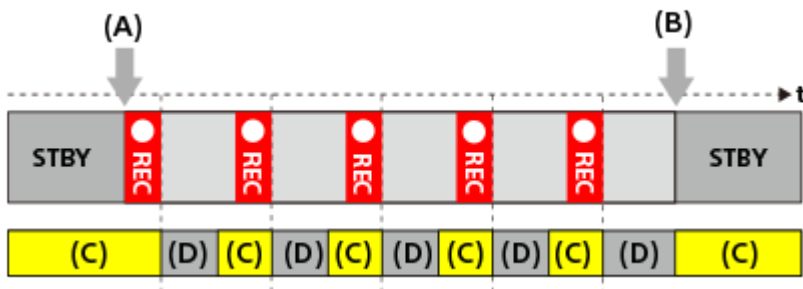 (A) (B)
t
STBY REC REC REC REC REC STBY
(C) (D) (C) (D) (C) (D) (C) (D) (C) (D) (C)